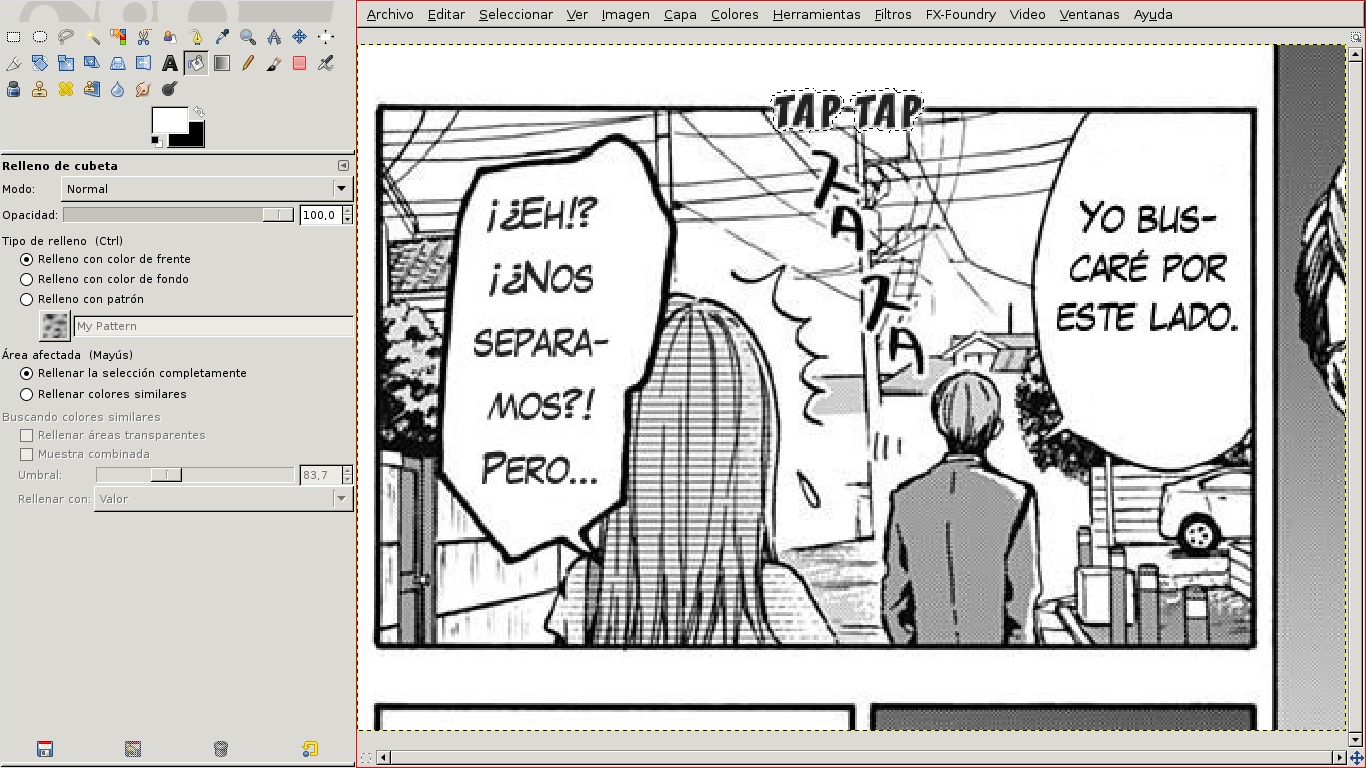 Archivo Editar Seleccionar Ver Imagen Capa Colores Herramientas Filtros FX-Foundry Video Ventanas Ayuda
Relleno de cubeta
Modo: Normal
Opacidad: 100,0
Tipo de relleno (Ctrl)
Relleno con color de frente
Relleno con color de fondo
Relleno con patrón
My Pattern
Área afectada (Mayús)
Rellenar la selección completamente
Rellenar colores similares
Buscando colores similares
Rellenar áreas transparentes
Muestra combinada
Umbral: 83,7
Rellenar con: Valor
TAP TAP
¡¿EH!?
¡¿NOS
SEPARA-
MOS?!
PERO...
YO BUS-
CARÉ POR
ESTE LADO.